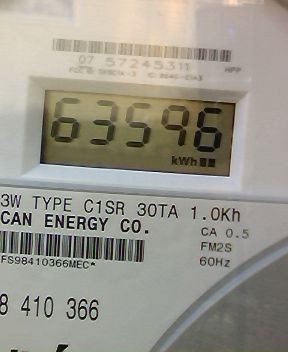 07 57245311
HPP
63596
kWh
3W TYPE C1SR 30TA 1.0Kh
CAN ENERGY CO.
CA 0.5
FM2S
FS98410366MEC*
60Hz
8 410 366